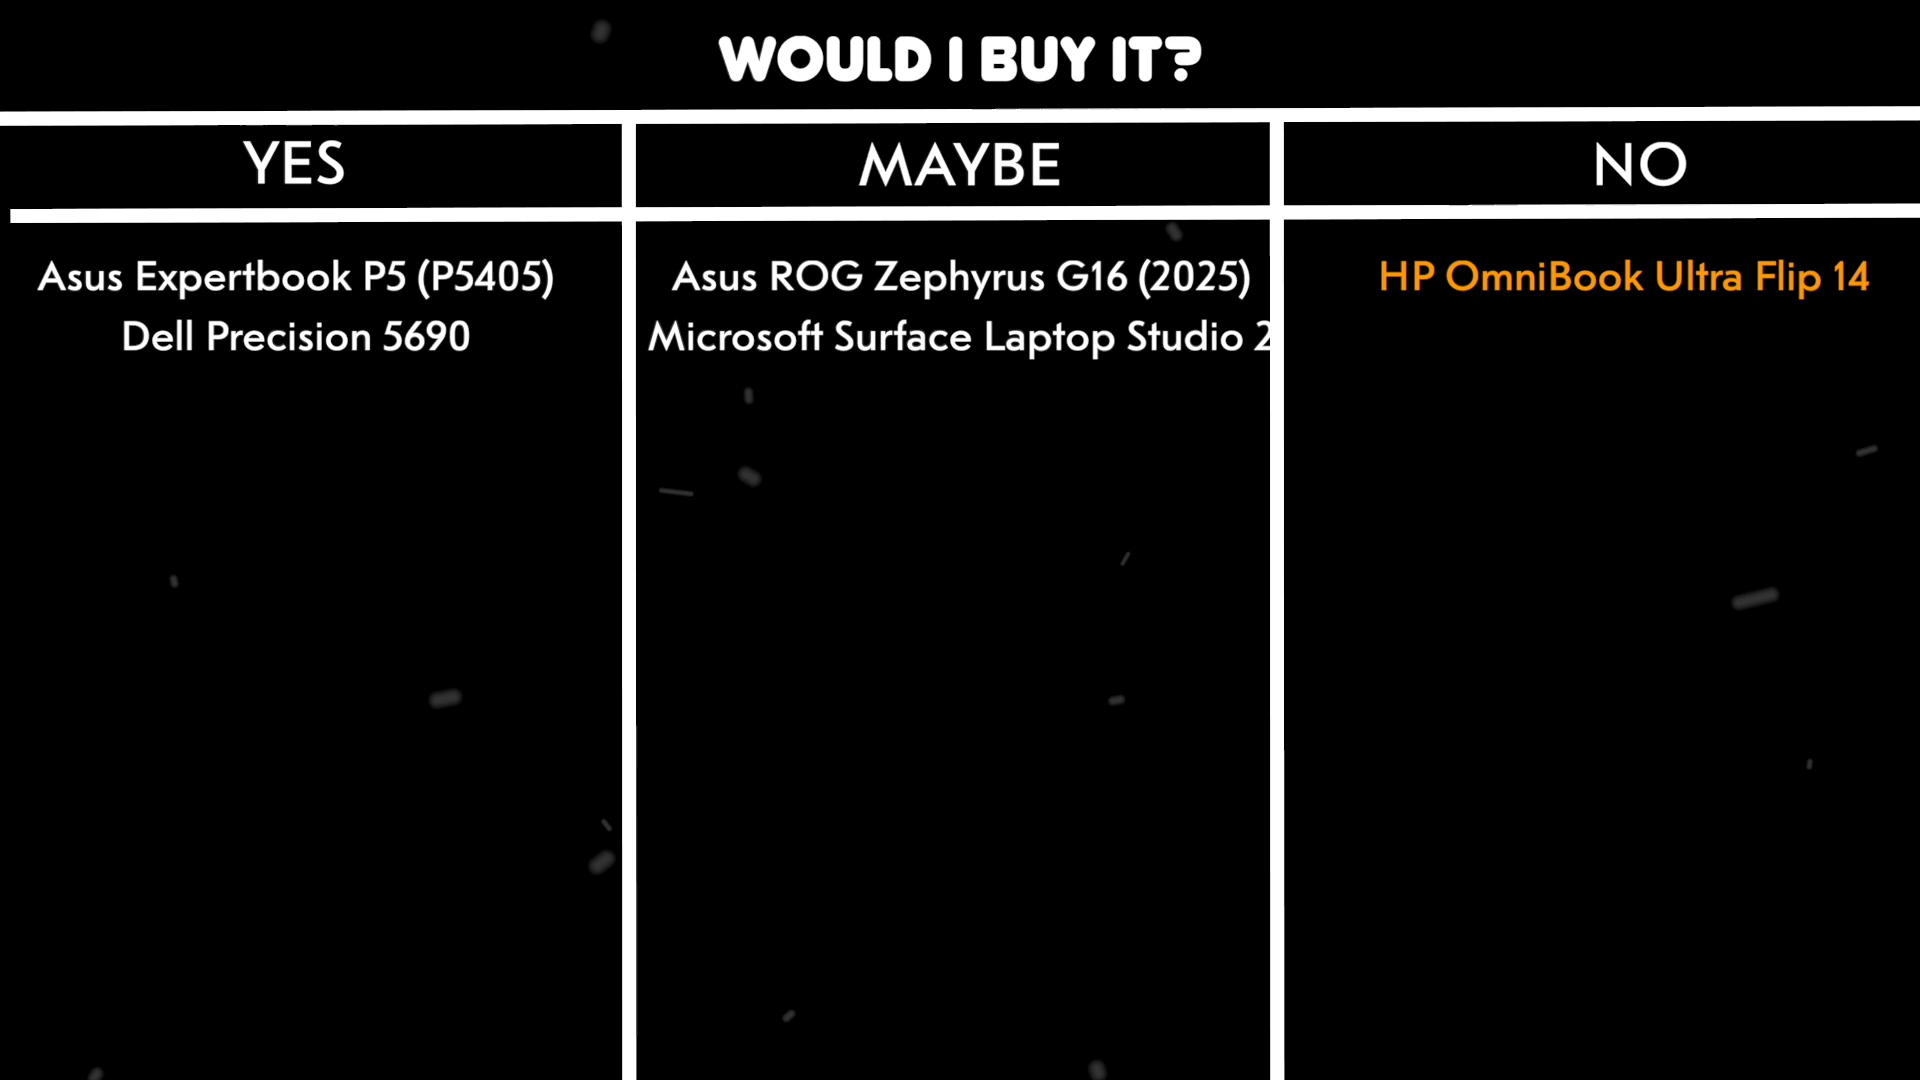 WOULD I BUY IT?
YES
MAYBE
NO
Asus Expertbook P5 (P5405)
Dell Precision 5690
Asus ROG Zephyrus G16 (2025)
Microsoft Surface Laptop Studio 2
HP OmniBook Ultra Flip 14